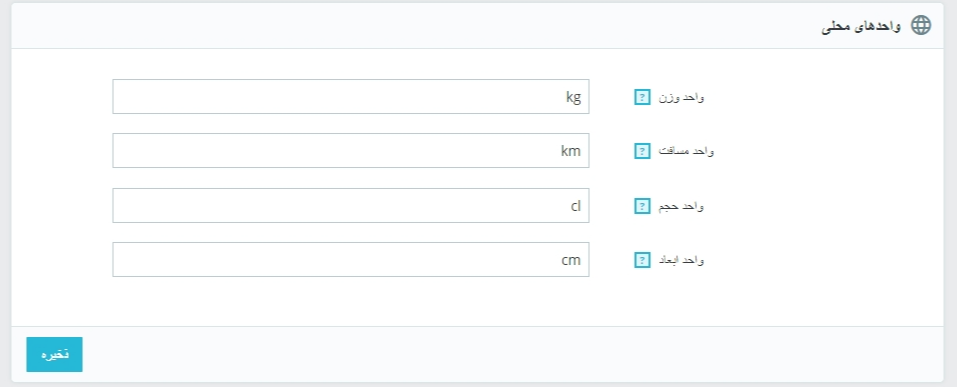 واحدهای محلی
واحد وزن ? kg
واحد مسافت ? km
واحد حجم ? cl
واحد ابعاد ? cm
ذخیره